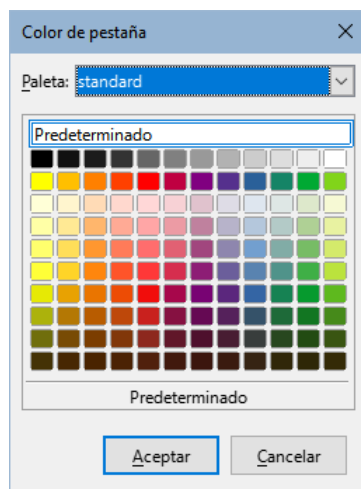 Color de pestaña
Paleta: standard
Predeterminado
Predeterminado
Aceptar Cancelar